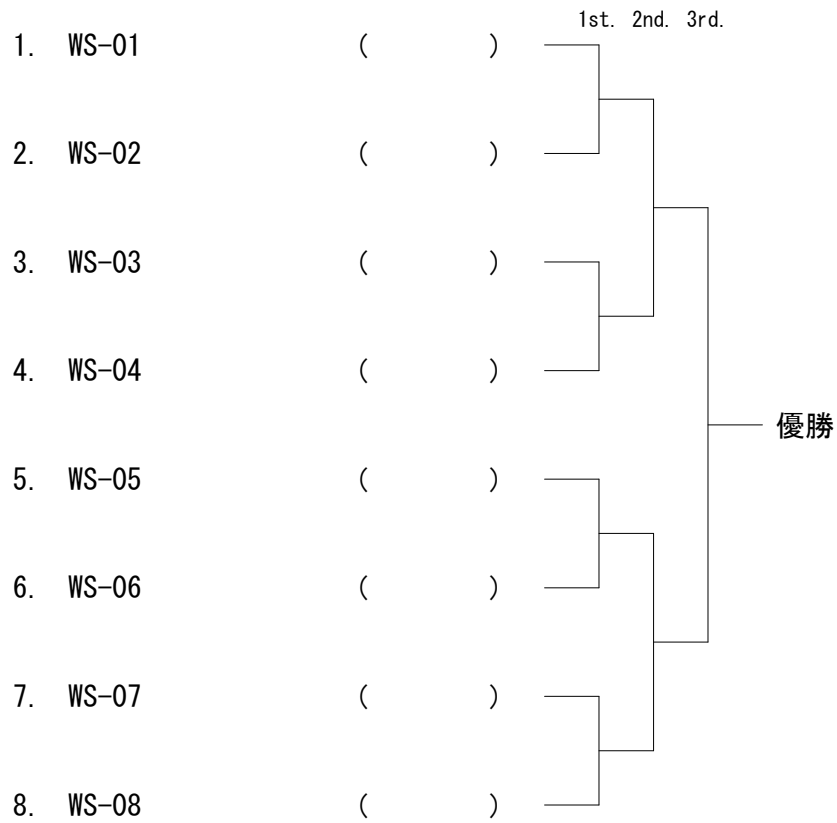 1st. 2nd. 3rd.
1. WS-01 ( )
2. WS-02 ( )
3. WS-03 ( )
4. WS-04 ( )
優勝
5. WS-05 ( )
6. WS-06 ( )
7. WS-07 ( )
8. WS-08 ( )